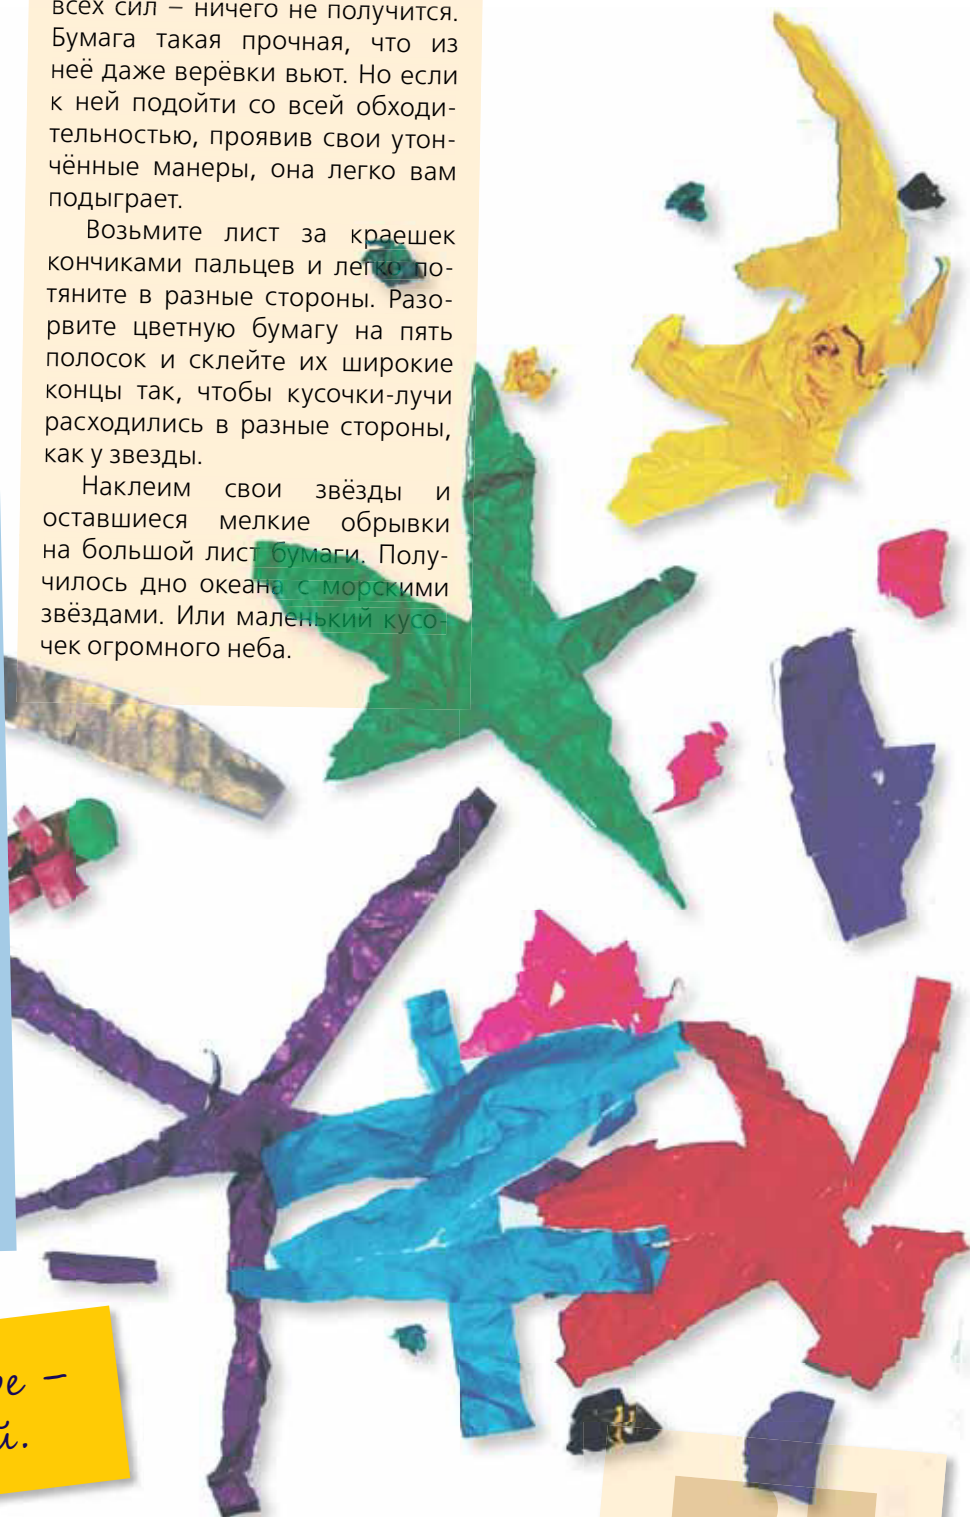 всех сил – ничего не получится.
Бумага такая прочная, что из
неё даже верёвки вьют. Но если
к ней подойти со всей обходи-
тельностью, проявив свои утон-
чённые манеры, она легко вам
подыграет.
Возьмите лист за краешек
кончиками пальцев и легко по-
тяните в разные стороны. Разо-
рвите цветную бумагу на пять
полосок и склейте их широкие
концы так, чтобы кусочки-лучи
расходились в разные стороны,
как у звезды.
Наклеим свои звёзды и
оставшиеся мелкие обрывки
на большой лист бумаги. Полу-
чилось дно океана с морскими
звёздами. Или маленький кусо-
чек огромного неба.